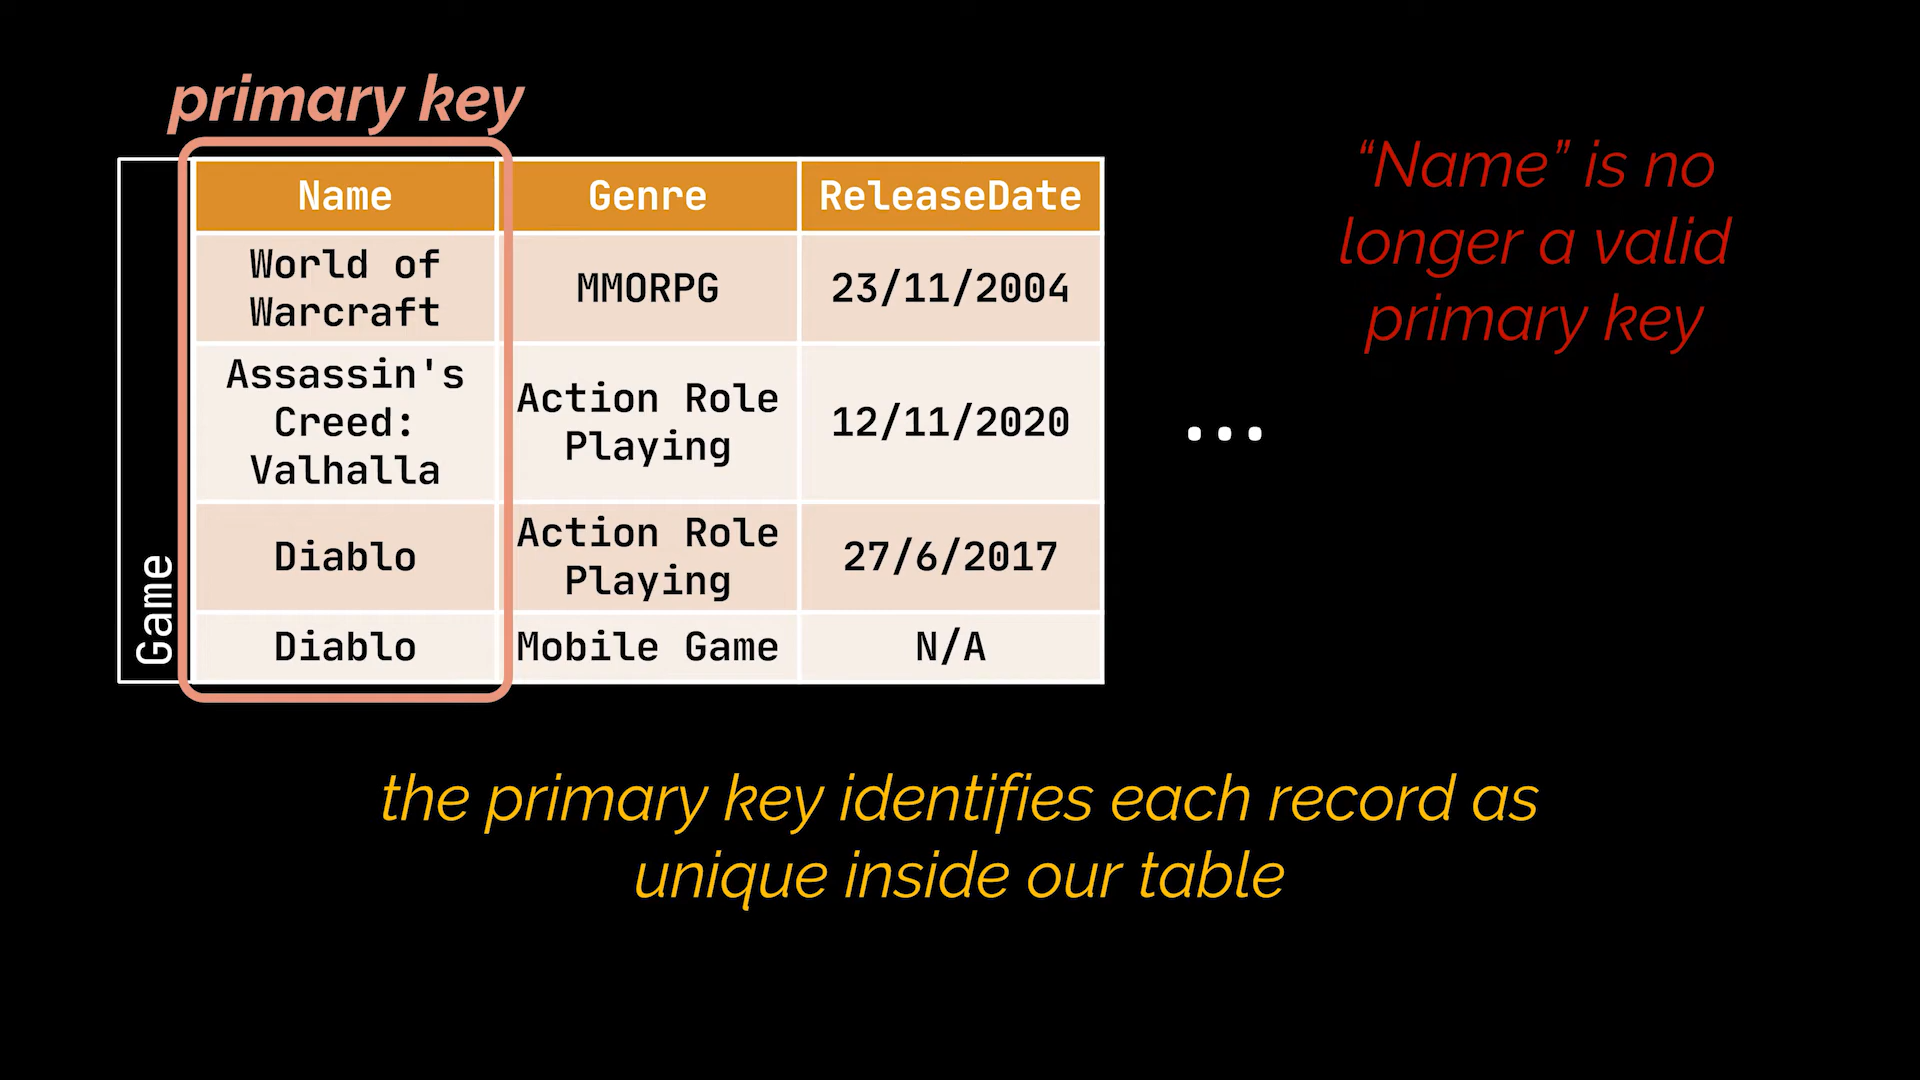 primary key
Name Genre ReleaseDate
World of
Warcraft
MMORPG
23/11/2004
Assassin's
Creed:
Valhalla
Action Role
Playing
12/11/2020
Diablo
Action Role
Playing
27/6/2017
Diablo
Mobile Game
N/A
Game
“Name” is no
longer a valid
primary key
...
the primary key identifies each record as
unique inside our table